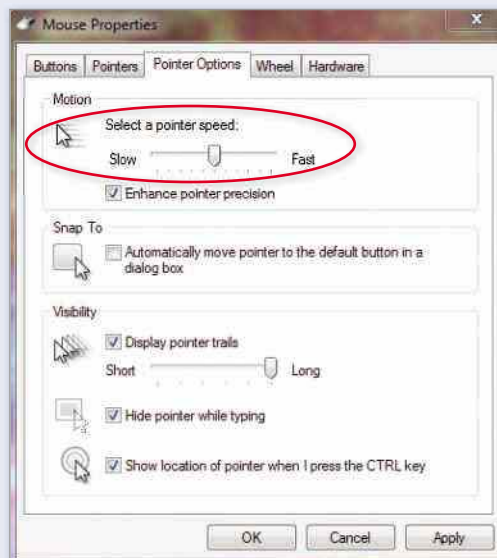 Mouse Properties
x
Buttons Pointers Pointer Options Wheel Hardware
Motion
Select a pointer speed:
Slow Fast
Enhance pointer precision
Snap To
Automatically move pointer to the default button in a
dialog box
Visibility
Display pointer trails
Short Long
Hide pointer while typing
Show location of pointer when I press the CTRL key
OK Cancel Apply